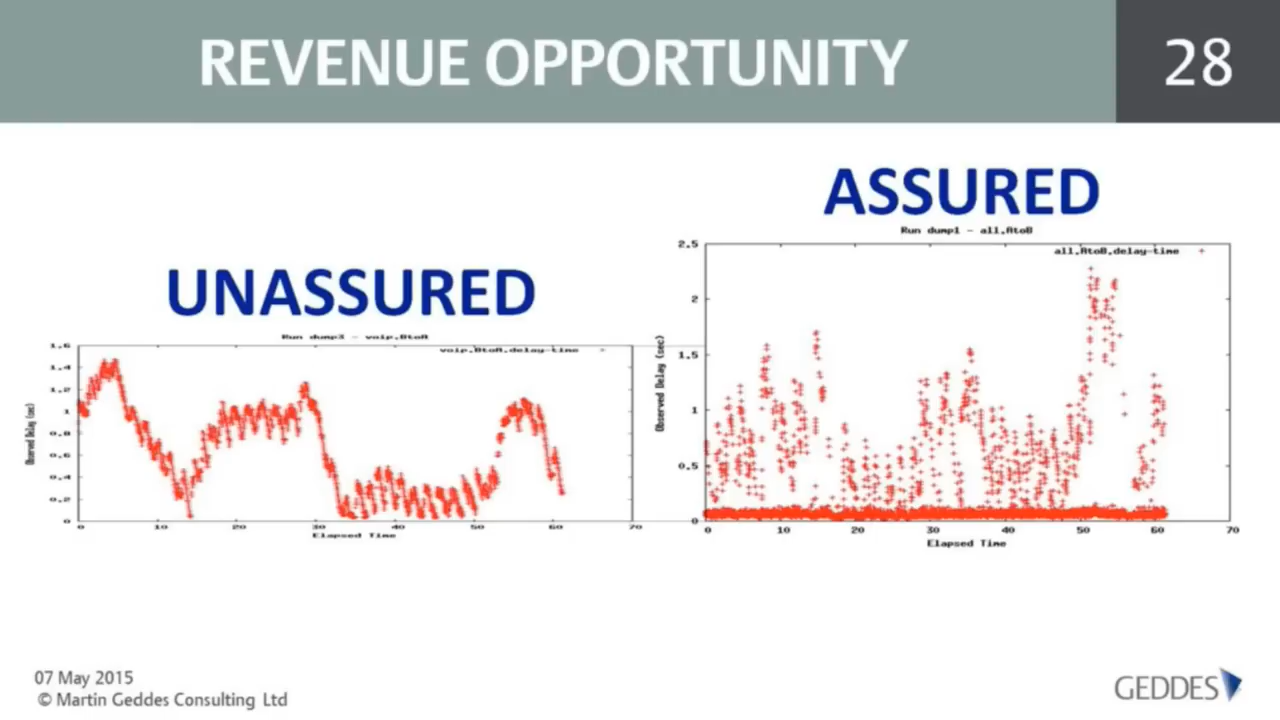 REVENUE OPPORTUNITY
28
UNASSURED
Run dump3 - voip,BtoA
voip,BtoA,delay-time
Observed Delay (sec)
1.6
1.4
1.2
1
0.8
0.6
0.4
0.2
0
0 10 20 30 40 50 60 70
Elapsed Time
ASSURED
Run dump1 - all,AtoB
all,AtoB,delay-time
Observed Delay (sec)
2.5
2
1.5
1
0.5
0
0 10 20 30 40 50 60 70
Elapsed Time
07 May 2015
© Martin Geddes Consulting Ltd
GEDDES